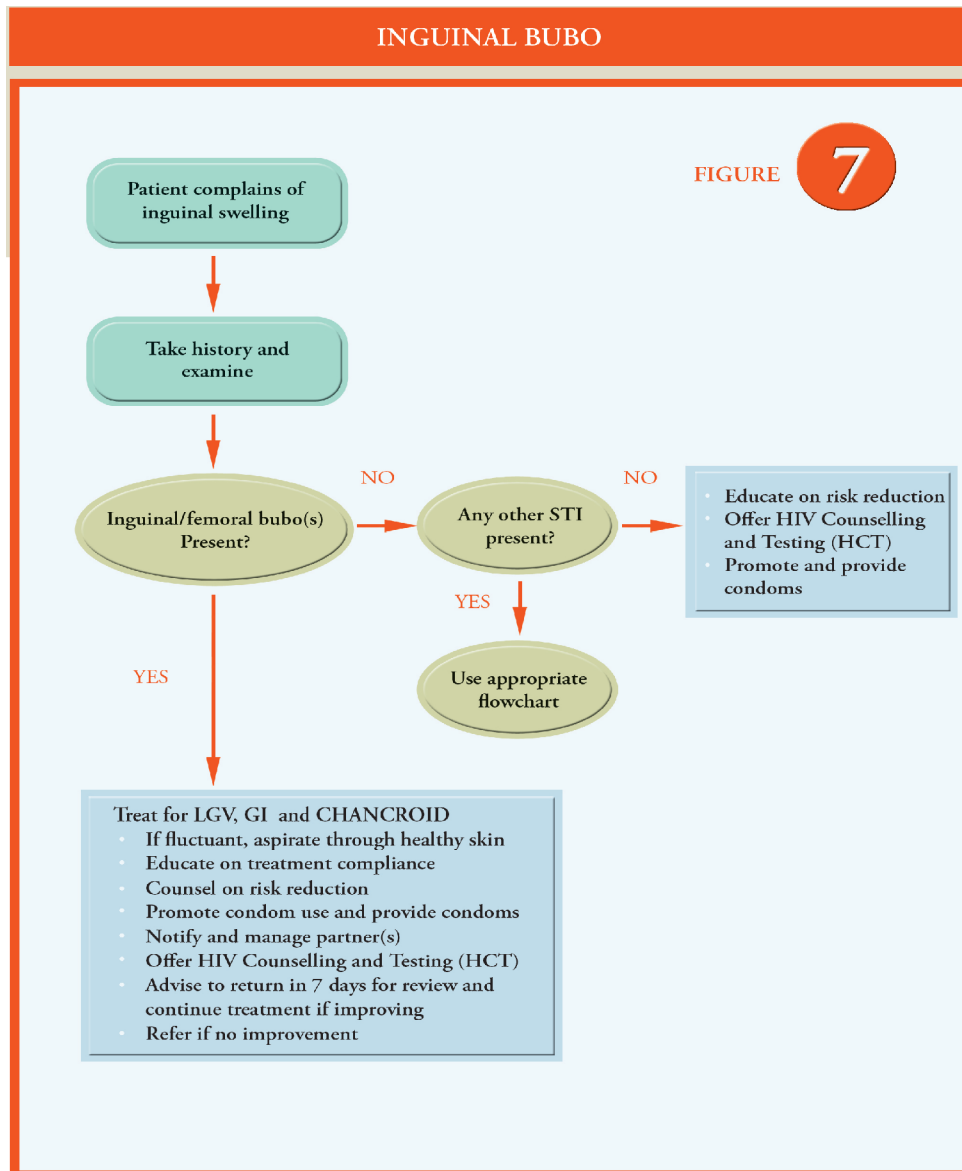 INGUINAL BUBO
FIGURE 7
Patient complains of
inguinal swelling
Take history and
examine
Inguinal/femoral bubo(s)
Present?
NO
Any other STI
present?
NO
• Educate on risk reduction
• Offer HIV Counselling
and Testing (HCT)
• Promote and provide
condoms
YES
Use appropriate
flowchart
YES
Treat for LGV, GI and CHANCROID
• If fluctuant, aspirate through healthy skin
• Educate on treatment compliance
• Counsel on risk reduction
• Promote condom use and provide condoms
• Notify and manage partner(s)
• Offer HIV Counselling and Testing (HCT)
• Advise to return in 7 days for review and
continue treatment if improving
• Refer if no improvement